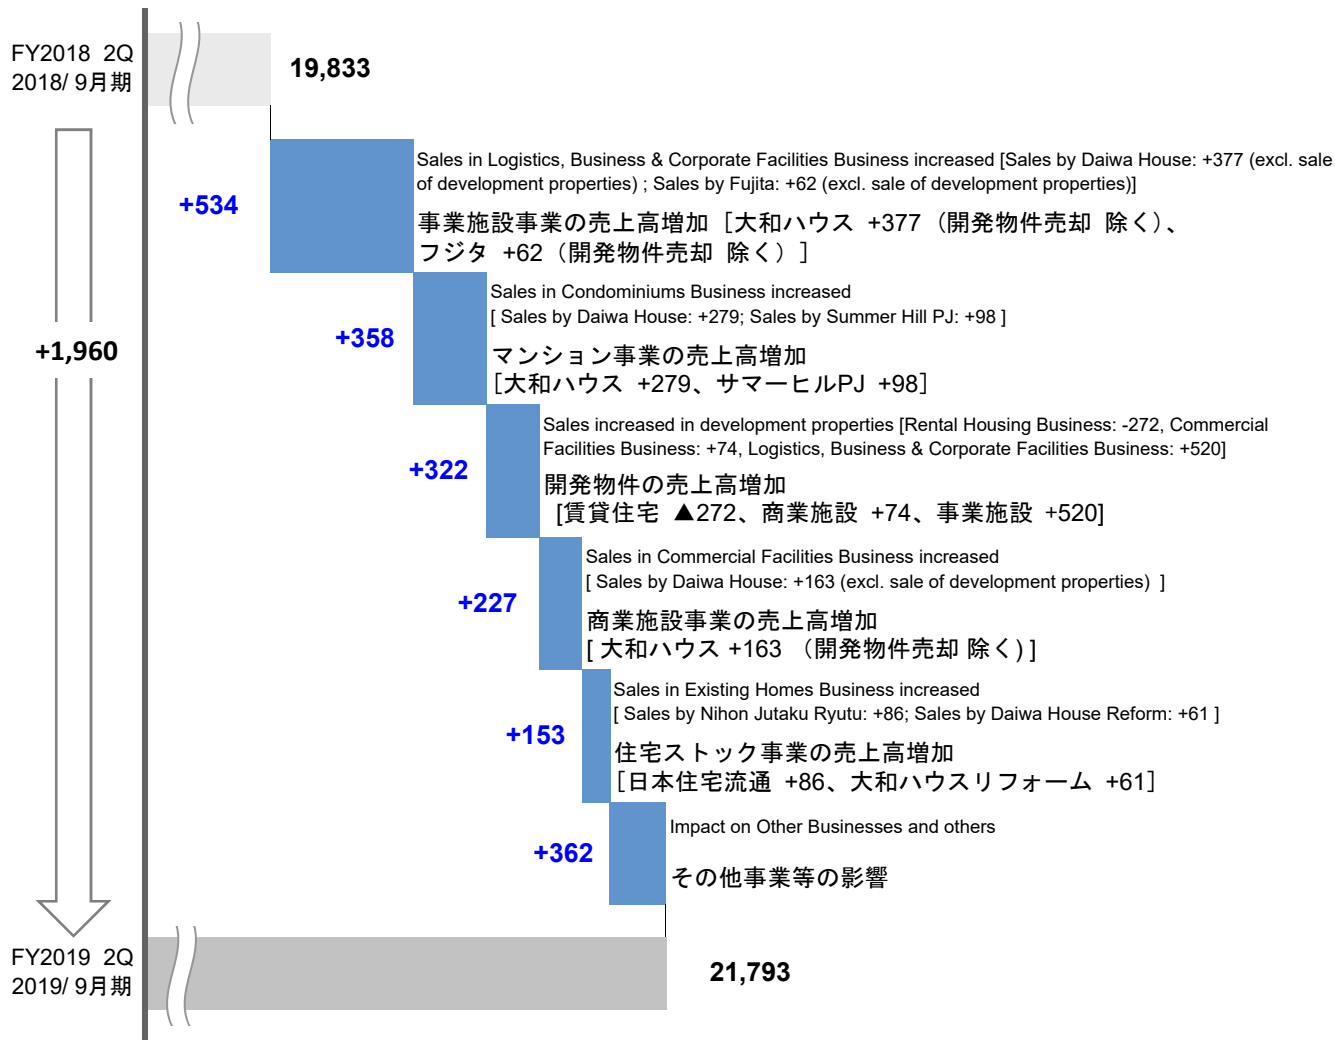 FY2018 2Q
2018/ 9月期
19,833
+534
Sales in Logistics, Business & Corporate Facilities Business increased [Sales by Daiwa House: +377 (excl. sale
of development properties) ; Sales by Fujita: +62 (excl. sale of development properties)]
事業施設事業の売上高増加［大和ハウス +377（開発物件売却 除く）、
フジタ +62（開発物件売却 除く）］
+358
Sales in Condominiums Business increased
[ Sales by Daiwa House: +279; Sales by Summer Hill PJ: +98 ]
マンション事業の売上高増加
［大和ハウス +279、サマーヒルPJ +98］
+1,960
+322
Sales increased in development properties [Rental Housing Business: -272, Commercial
Facilities Business: +74, Logistics, Business & Corporate Facilities Business: +520]
開発物件の売上高増加
[賃貸住宅 ▲272、商業施設 +74、事業施設 +520]
+227
Sales in Commercial Facilities Business increased
[ Sales by Daiwa House: +163 (excl. sale of development properties) ]
商業施設事業の売上高増加
[ 大和ハウス +163 （開発物件売却 除く) ]
+153
Sales in Existing Homes Business increased
[ Sales by Nihon Jutaku Ryutu: +86; Sales by Daiwa House Reform: +61 ]
住宅ストック事業の売上高増加
［日本住宅流通 +86、大和ハウスリフォーム +61］
+362
Impact on Other Businesses and others
その他事業等の影響
FY2019 2Q
2019/ 9月期
21,793